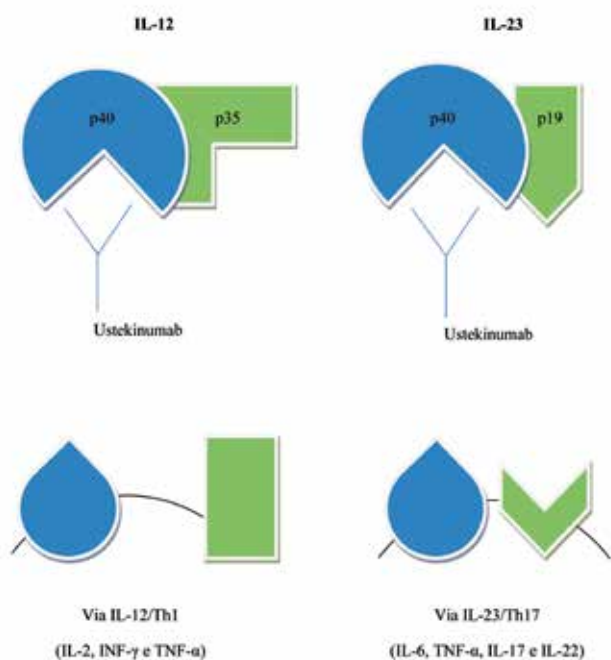 IL-12
IL-23
p40
p35
p40
p19
Ustekinumab
Ustekinumab
Via IL-12/Th1
(IL-2, INF-γ e TNF-α)
Via IL-23/Th17
(IL-6, TNF-α, IL-17 e IL-22)